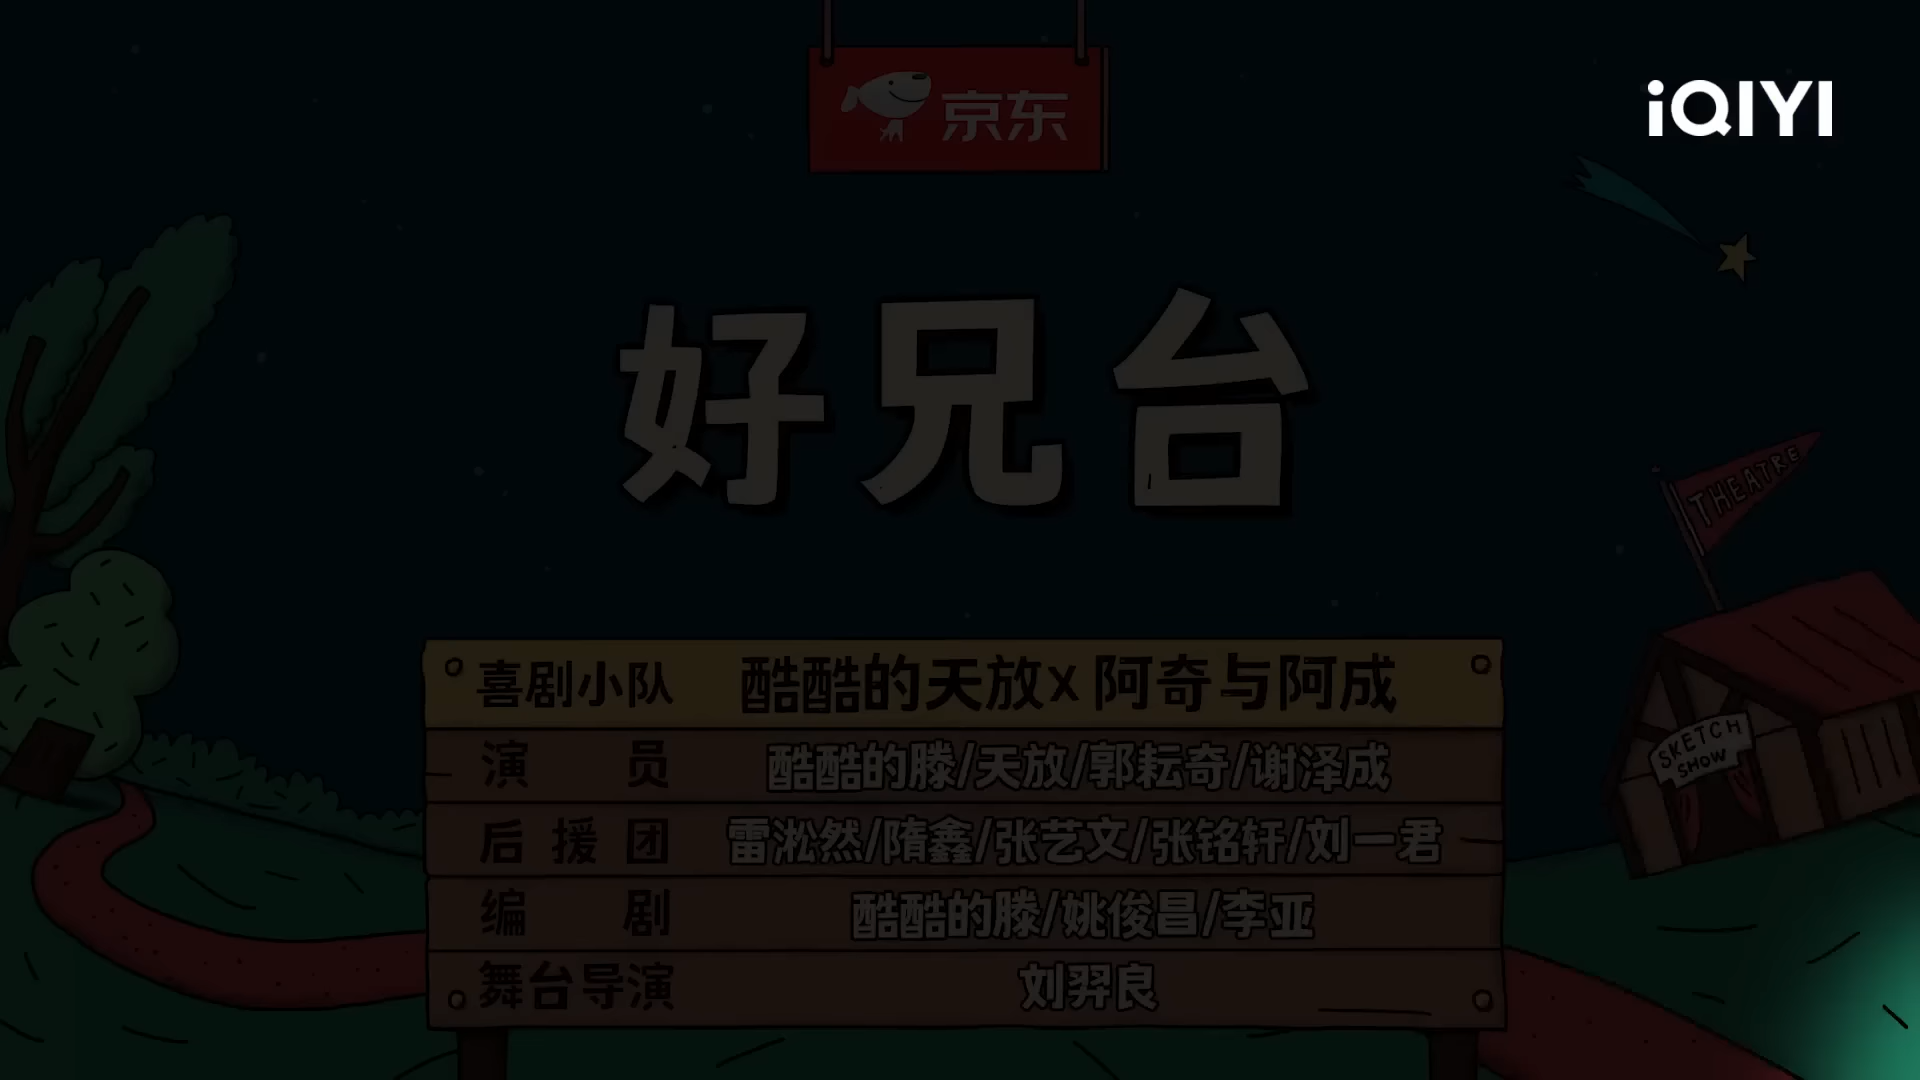 京东
iQIYI
好兄台
THEATRE
喜剧小队 酷酷的天放x阿奇与阿成
演员 酷酷的滕/天放/郭耘奇/谢泽成
SKETCH
SHOW
后援团 雷淞然/隋鑫/张艺文/张铭轩/刘一君
编剧 酷酷的滕/姚俊昌/李亚
舞台导演 刘羿良